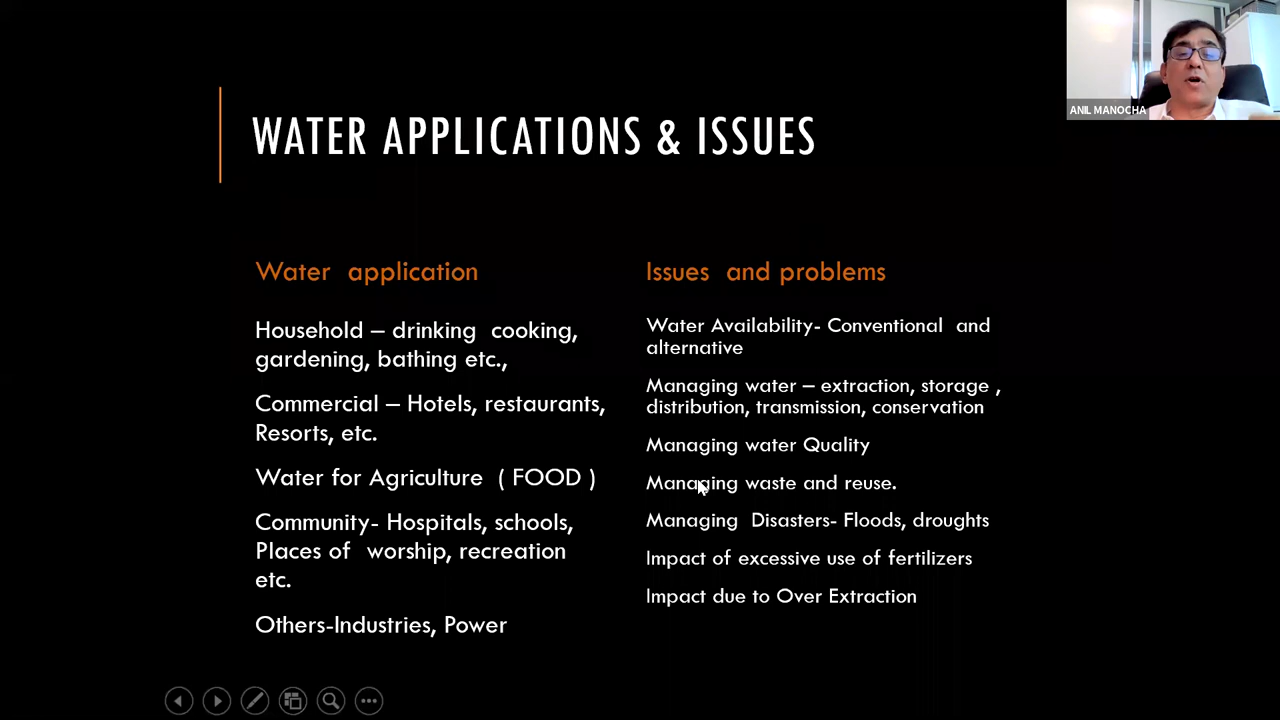 ANIL MANOCHA
WATER APPLICATIONS & ISSUES
Water application
Household – drinking cooking,
gardening, bathing etc.,
Commercial – Hotels, restaurants,
Resorts, etc.
Water for Agriculture ( FOOD )
Community- Hospitals, schools,
Places of worship, recreation
etc.
Others-Industries, Power
Issues and problems
Water Availability- Conventional and
alternative
Managing water – extraction, storage ,
distribution, transmission, conservation
Managing water Quality
Managing waste and reuse.
Managing Disasters- Floods, droughts
Impact of excessive use of fertilizers
Impact due to Over Extraction